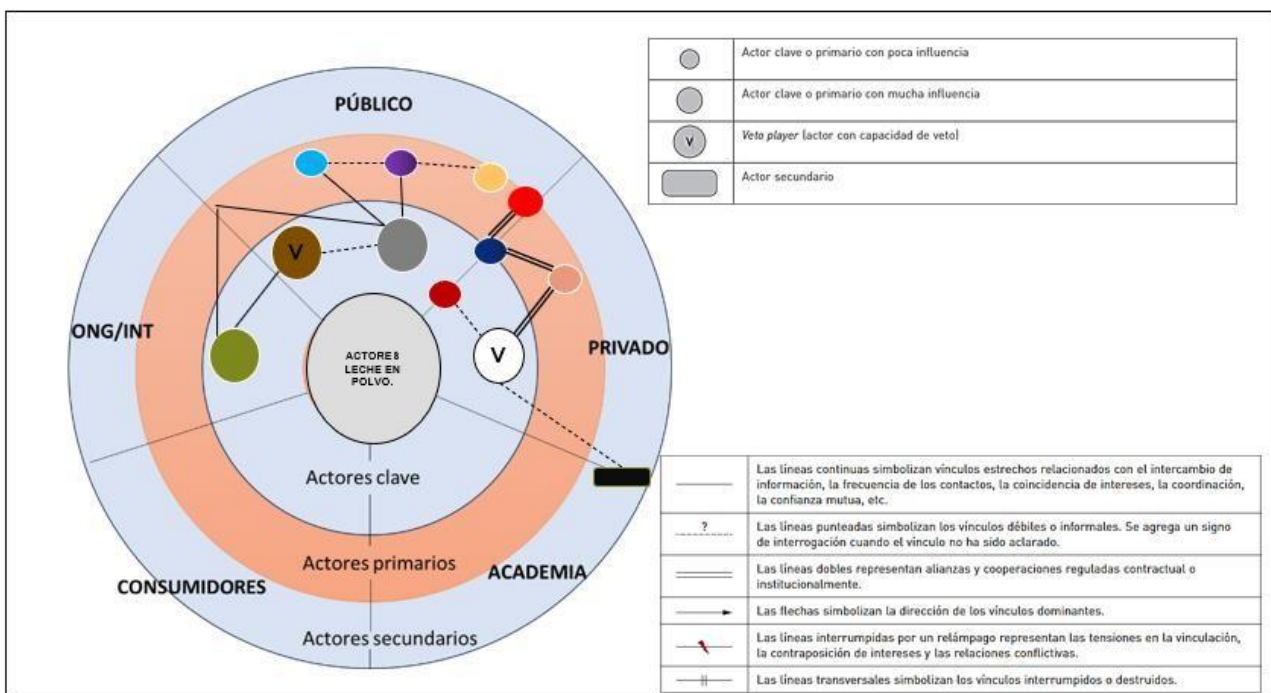 PÚBLICO
ONG/INT
PRIVADO
CONSUMIDORES
ACADEMIA
V
V
ACTORES
LECHE EN
POLVO.
Actores clave
Actores primarios
Actores secundarios
Actor clave o primario con poca influencia
Actor clave o primario con mucha influencia
V
Veto player (actor con capacidad de veto)
Actor secundario
Las líneas continuas simbolizan vínculos estrechos relacionados con el intercambio de
información, la frecuencia de los contactos, la coincidencia de intereses, la coordinación,
la confianza mutua, etc.
?
Las líneas punteadas simbolizan los vínculos débiles o informales. Se agrega un signo
de interrogación cuando el vínculo no ha sido aclarado.
Las líneas dobles representan alianzas y cooperaciones reguladas contractual o
institucionalmente.
Las flechas simbolizan la dirección de los vínculos dominantes.
Las líneas interrumpidas por un relámpago representan las tensiones en la vinculación,
la contraposición de intereses y las relaciones conflictivas.
Las líneas transversales simbolizan los vínculos interrumpidos o destruidos.